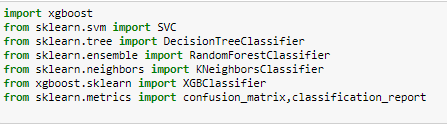 import xgboost
from sklearn.svm import SVC
from sklearn.tree import DecisionTreeClassifier
from sklearn.ensemble import RandomForestClassifier
from sklearn.neighbors import KNeighborsClassifier
from xgboost.sklearn import XGBClassifier
from sklearn.metrics import confusion_matrix,classification_report